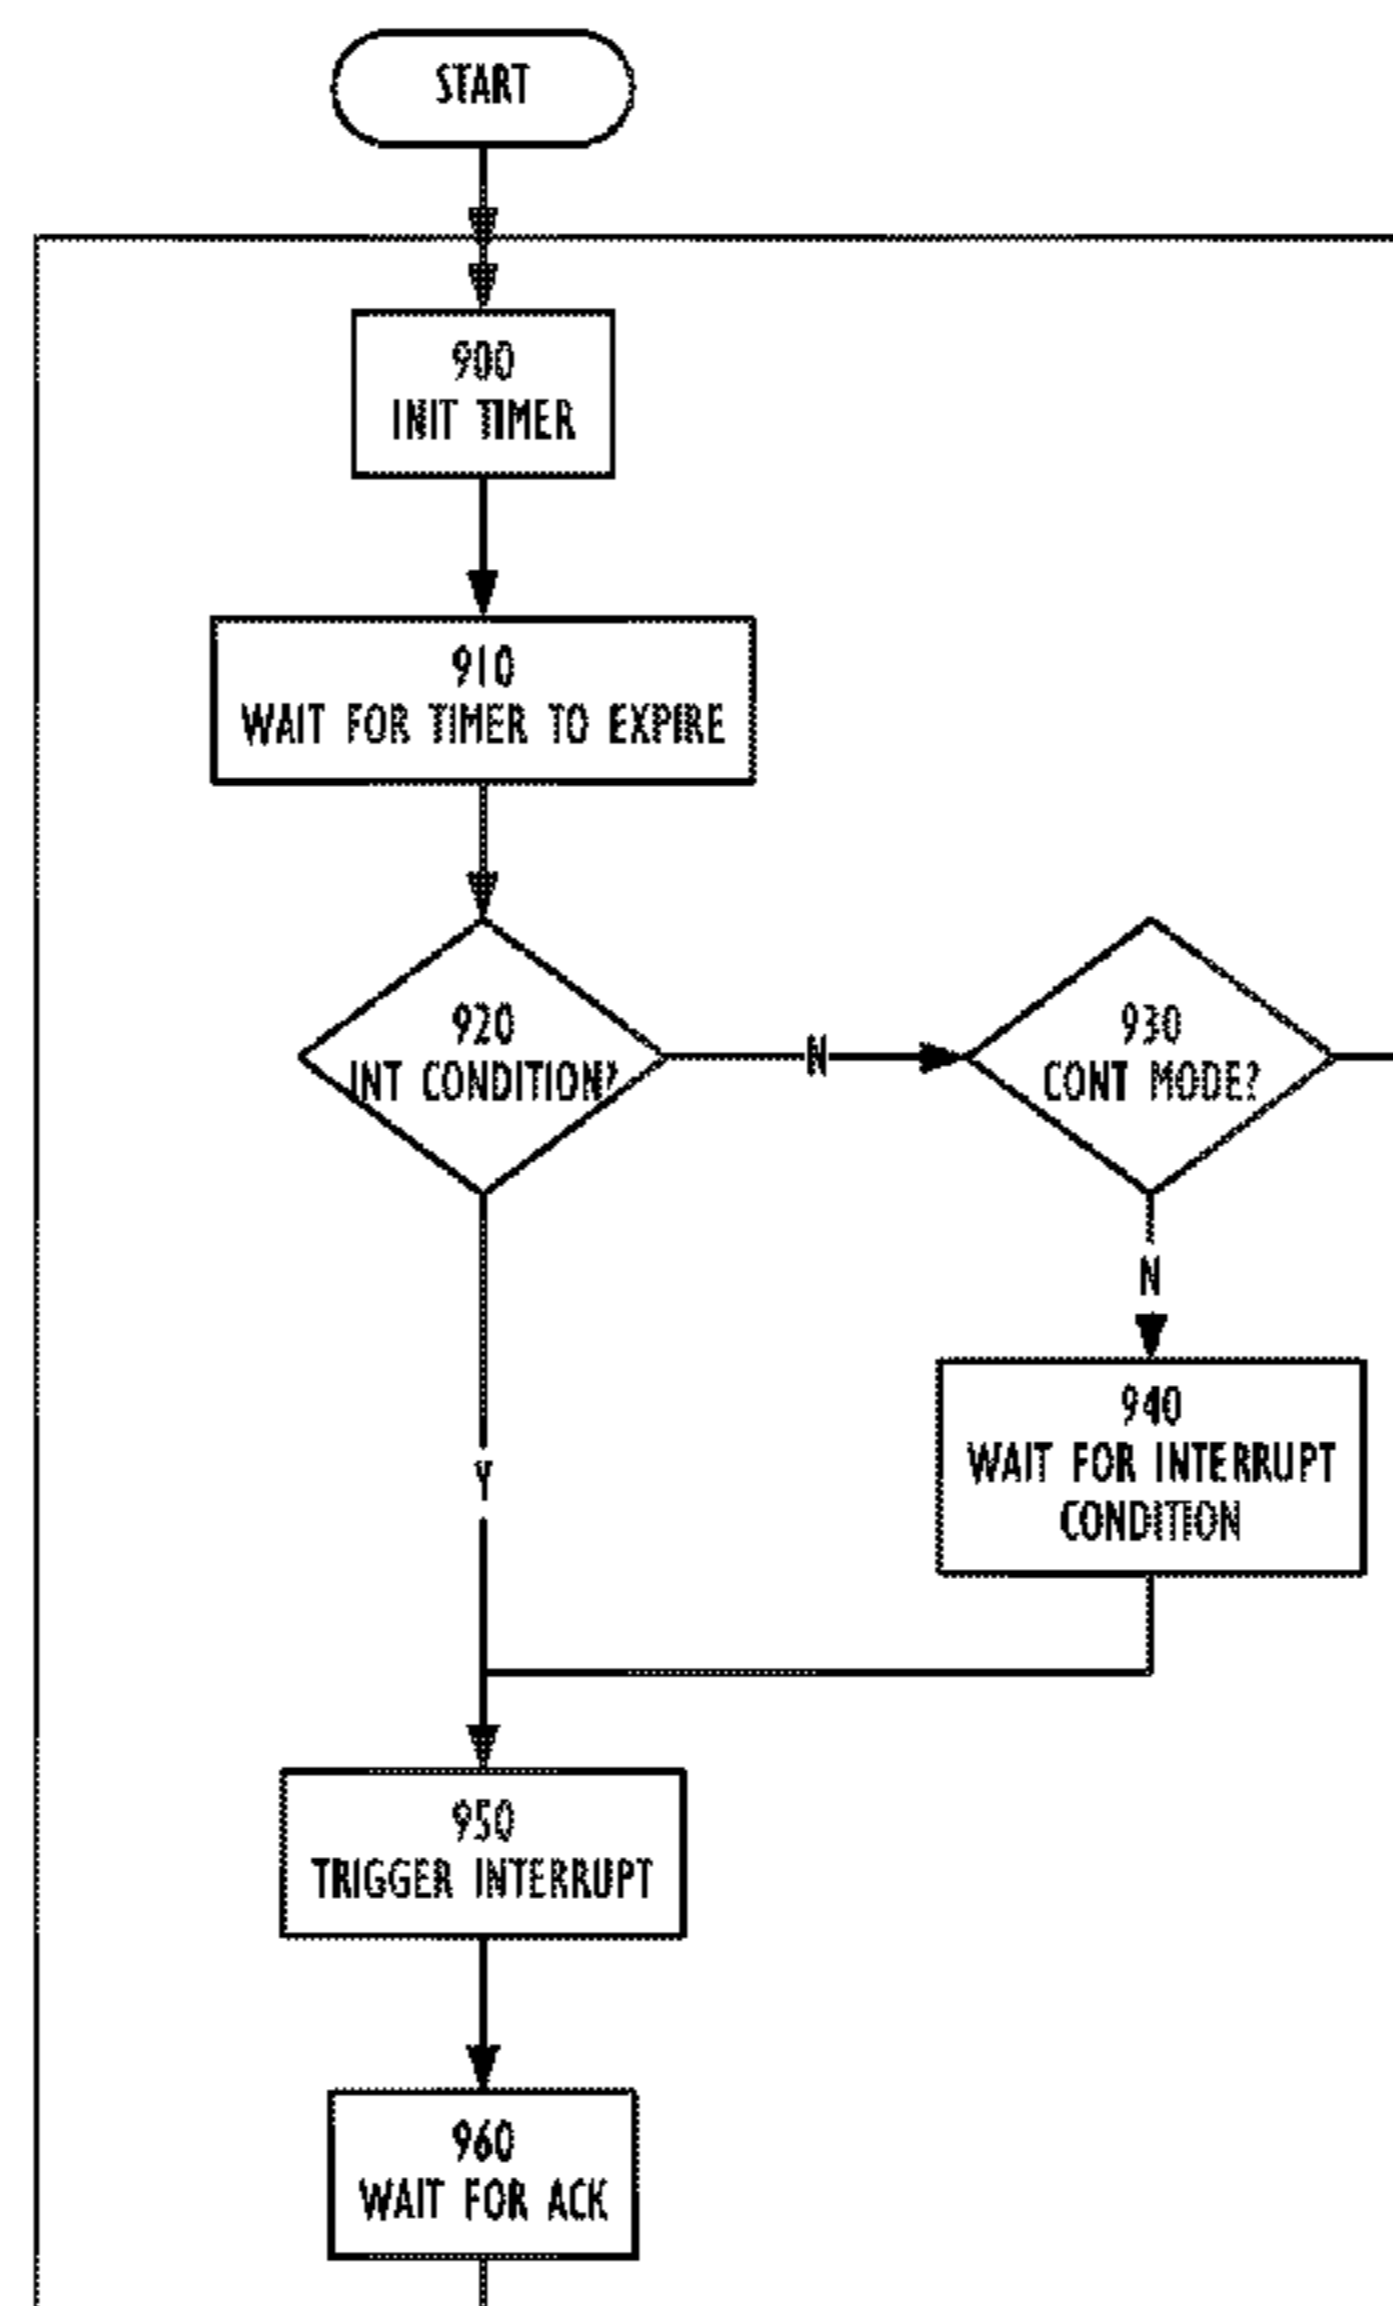 START
900
INIT TIMER
910
WAIT FOR TIMER TO EXPIRE
920
INT CONDITION?
N
930
CONT MODE?
N
940
WAIT FOR INTERRUPT
CONDITION
Y
950
TRIGGER INTERRUPT
960
WAIT FOR ACK